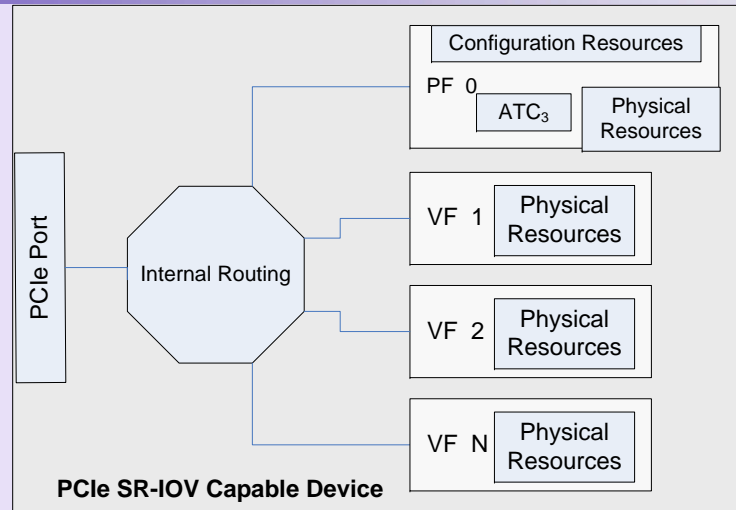 Configuration Resources
PF 0
ATC₃
Physical
Resources
PCIe Port
Internal Routing
VF 1
Physical
Resources
VF 2
Physical
Resources
VF N
Physical
Resources
PCIe SR-IOV Capable Device